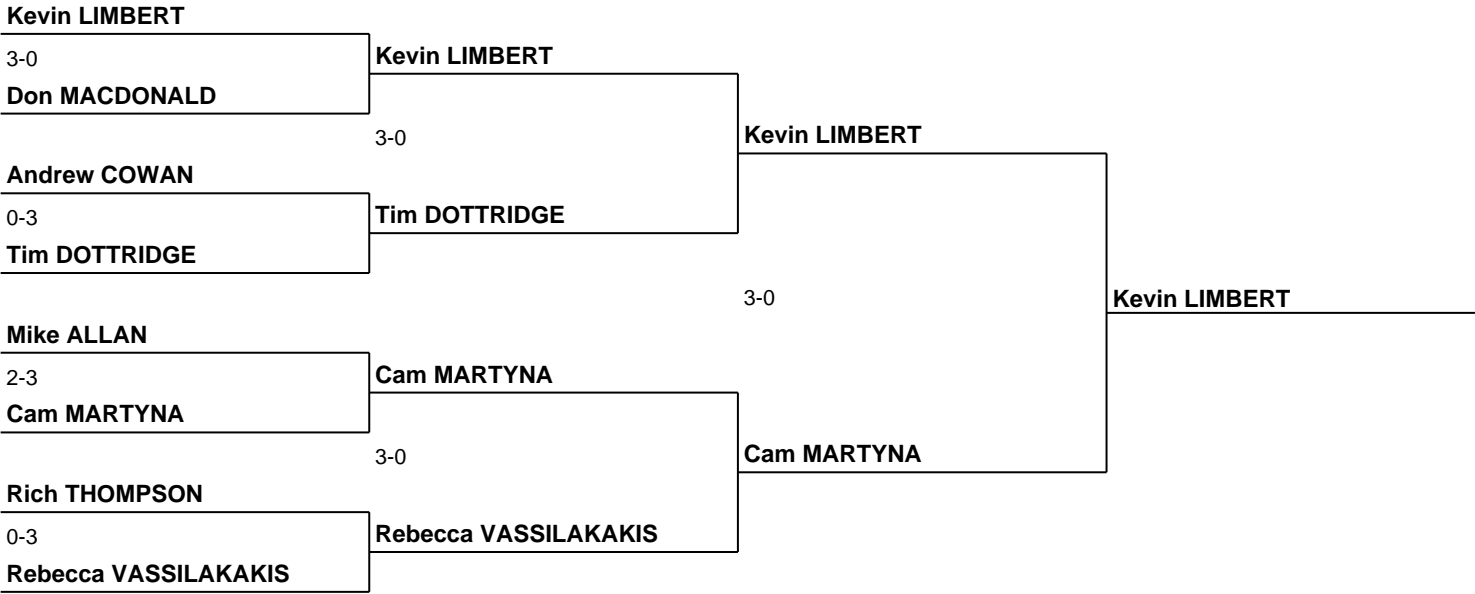 Kevin LIMBERT
3-0
Kevin LIMBERT
Don MACDONALD
3-0
Kevin LIMBERT
Andrew COWAN
0-3
Tim DOTTRIDGE
Tim DOTTRIDGE
3-0
Kevin LIMBERT
Mike ALLAN
2-3
Cam MARTYNA
Cam MARTYNA
3-0
Cam MARTYNA
Rich THOMPSON
0-3
Rebecca VASSILAKAKIS
Rebecca VASSILAKAKIS